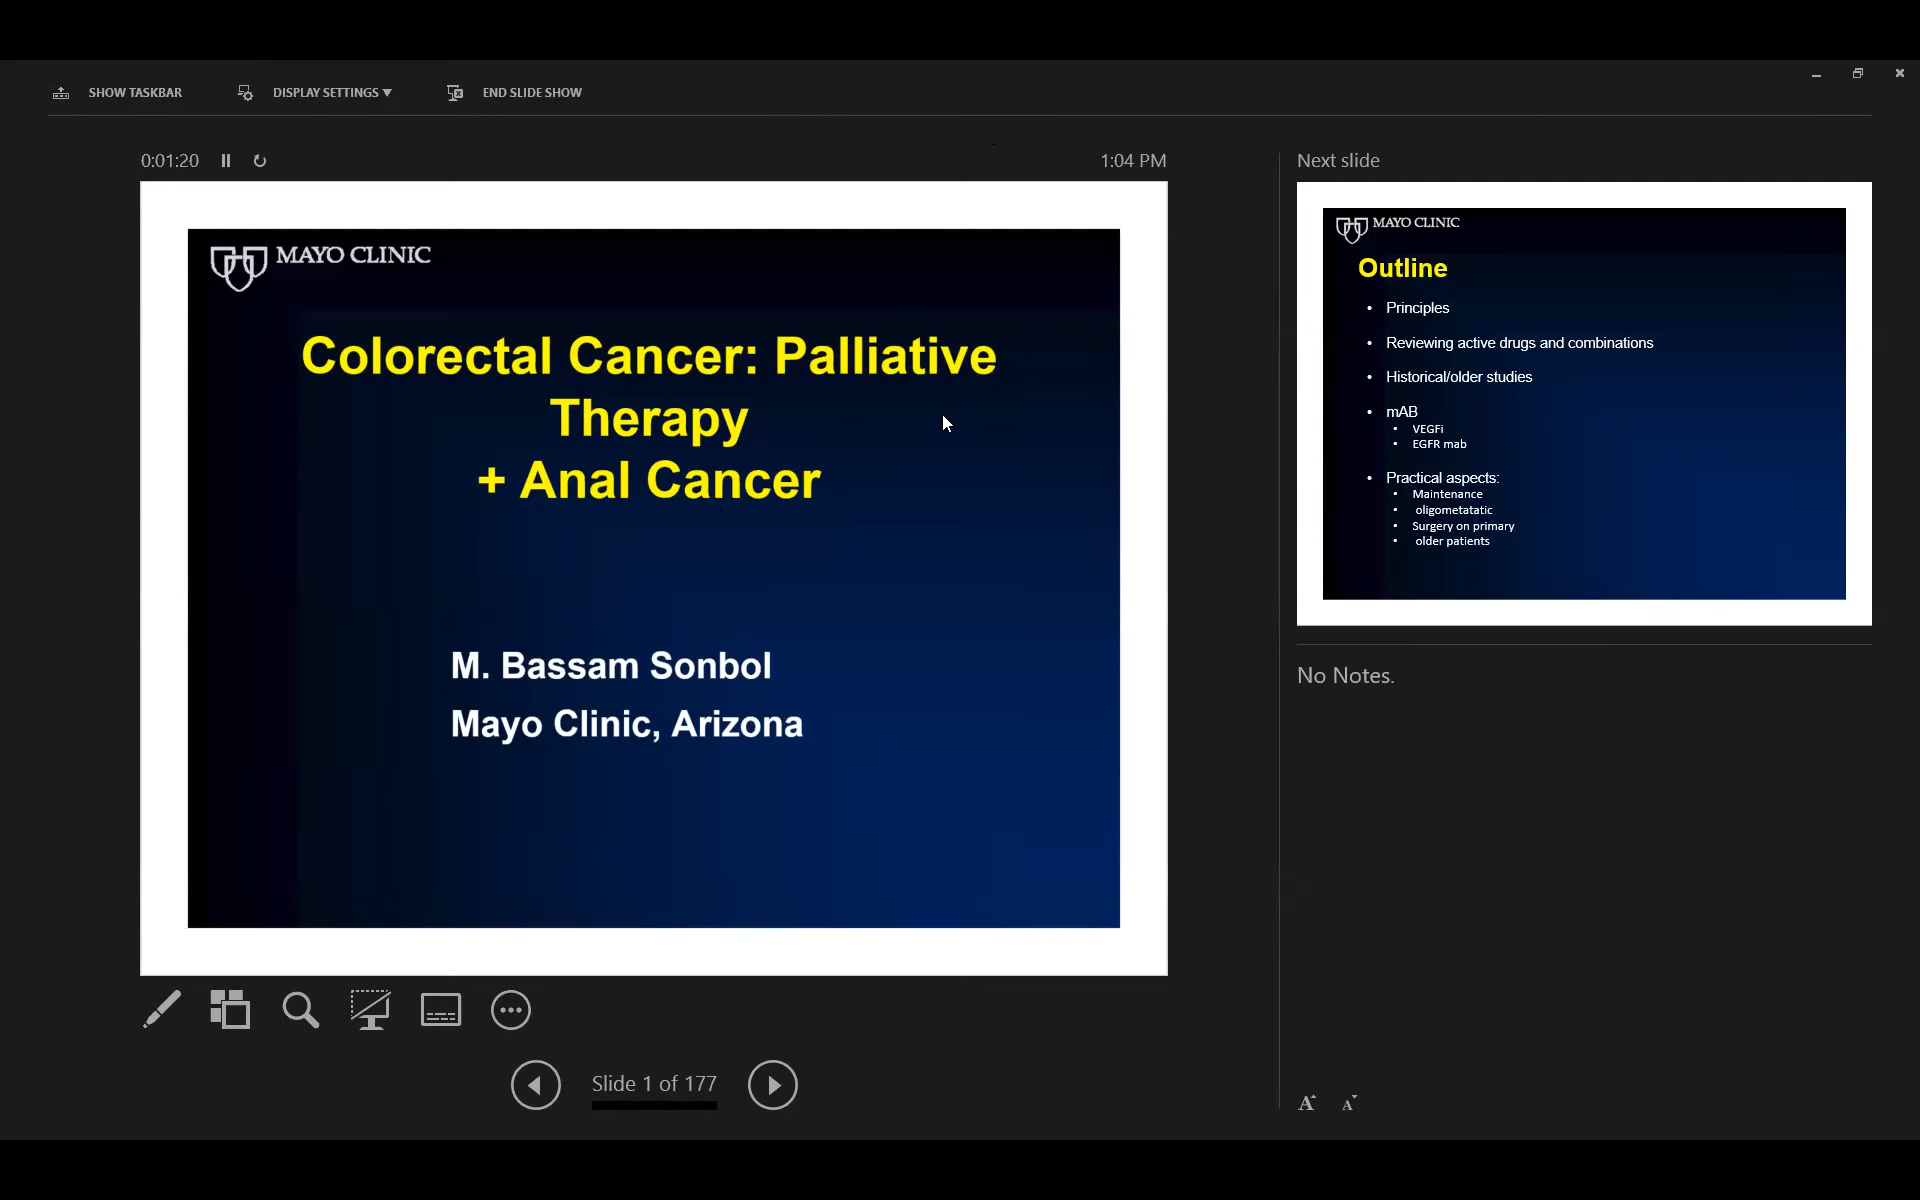 SHOW TASKBAR
DISPLAY SETTINGS ▼
END SLIDE SHOW
0:01:20
1:04 PM
MAYO CLINIC
Colorectal Cancer: Palliative
Therapy
+ Anal Cancer
M. Bassam Sonbol
Mayo Clinic, Arizona
Slide 1 of 177
Next slide
MAYO CLINIC
Outline
• Principles
• Reviewing active drugs and combinations
• Historical/older studies
• mAB
• VEGFi
• EGFR mab
• Practical aspects:
• Maintenance
• oligometatatic
• Surgery on primary
• older patients
No Notes.
A A